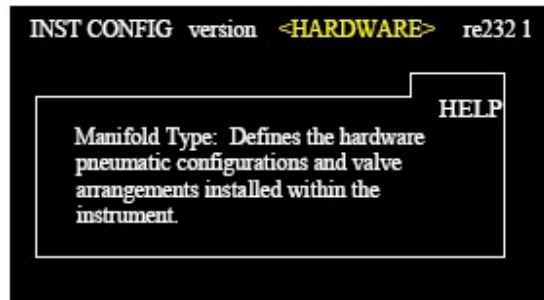 INST CONFIG version <HARDWARE> re232 1
HELP
Manifold Type: Defines the hardware
pneumatic configurations and valve
arrangements installed within the
instrument.